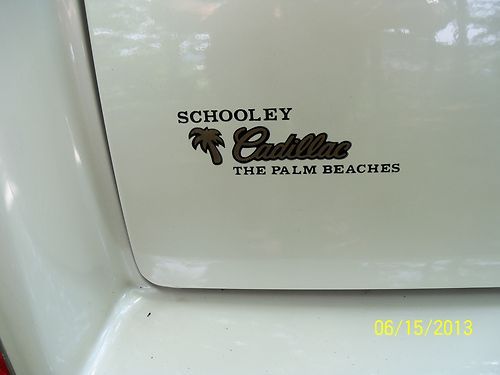 SCHOOLEY
Cadillac
THE PALM BEACHES
06/15/2013